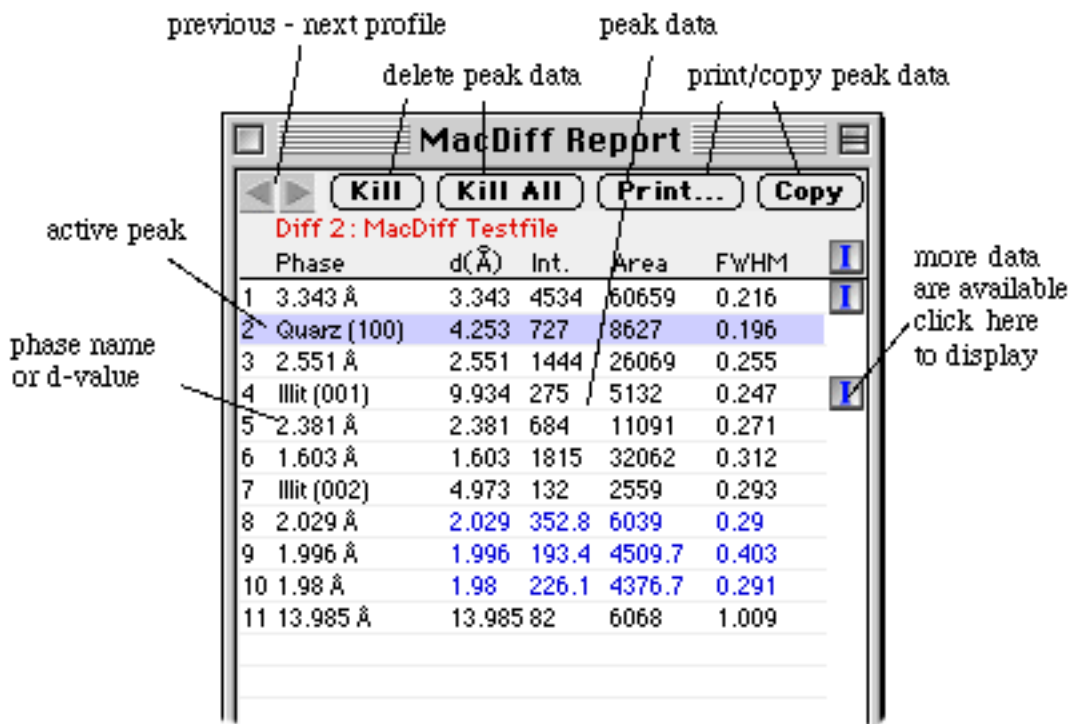 previous - next profile peak data
delete peak data print/copy peak data
MacDiff Report
Kill Kill All Print... Copy
Diff 2: MacDiff Testfile
active peak
Phase d(Å) Int. Area FWHM I
1 3.343 Å 3.343 4534 60659 0.216 I
2 Quarz (100) 4.253 727 8627 0.196
3 2.551 Å 2.551 1444 26069 0.255
4 Illit (001) 9.934 275 5132 0.247 I
5 2.381 Å 2.381 684 11091 0.271
6 1.603 Å 1.603 1815 32062 0.312
7 Illit (002) 4.973 132 2559 0.293
8 2.029 Å 2.029 352.8 6039 0.29
9 1.996 Å 1.996 193.4 4509.7 0.403
10 1.98 Å 1.98 226.1 4376.7 0.291
11 13.985 Å 13.985 82 6068 1.009
phase name
or d-value
more data
are available
click here
to display